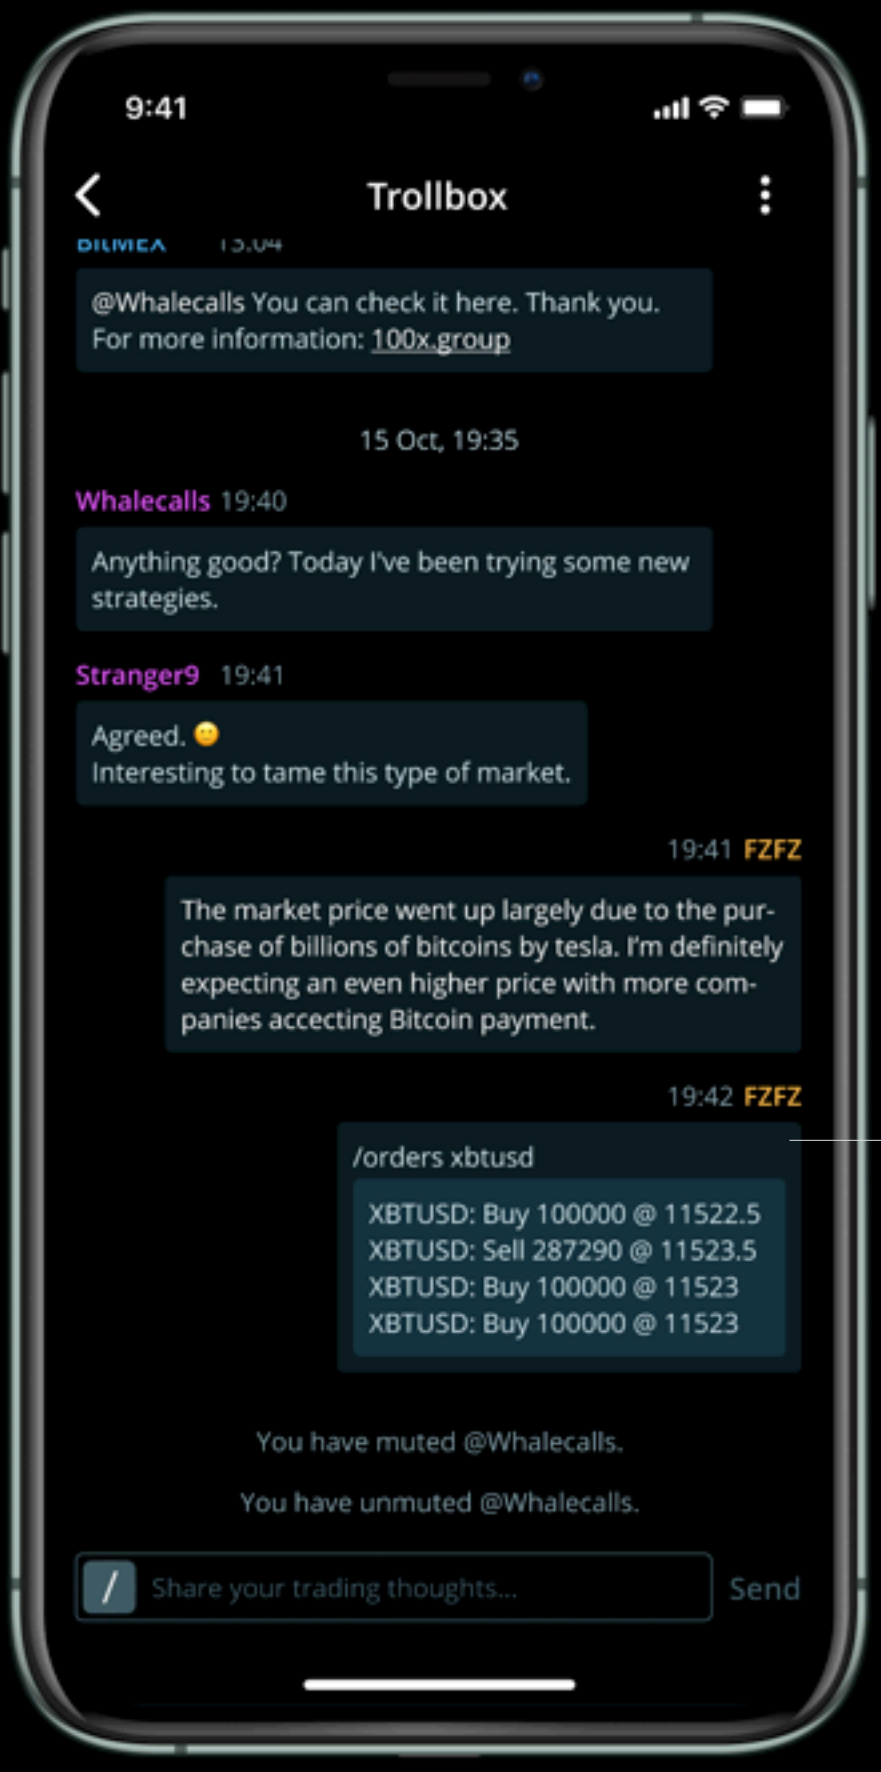 9:41
Trollbox
BitMEX 13:04
@Whalecalls You can check it here. Thank you.
For more information: 100x.group
15 Oct, 19:35
Whalecalls 19:40
Anything good? Today I've been trying some new
strategies.
Stranger9 19:41
Agreed. 🙂
Interesting to tame this type of market.
19:41 FZFZ
The market price went up largely due to the pur-
chase of billions of bitcoins by tesla. I'm definitely
expecting an even higher price with more com-
panies accecting Bitcoin payment.
19:42 FZFZ
/orders xbtusd
XBTUSD: Buy 100000 @ 11522.5
XBTUSD: Sell 287290 @ 11523.5
XBTUSD: Buy 100000 @ 11523
XBTUSD: Buy 100000 @ 11523
You have muted @Whalecalls.
You have unmuted @Whalecalls.
/ Share your trading thoughts... Send